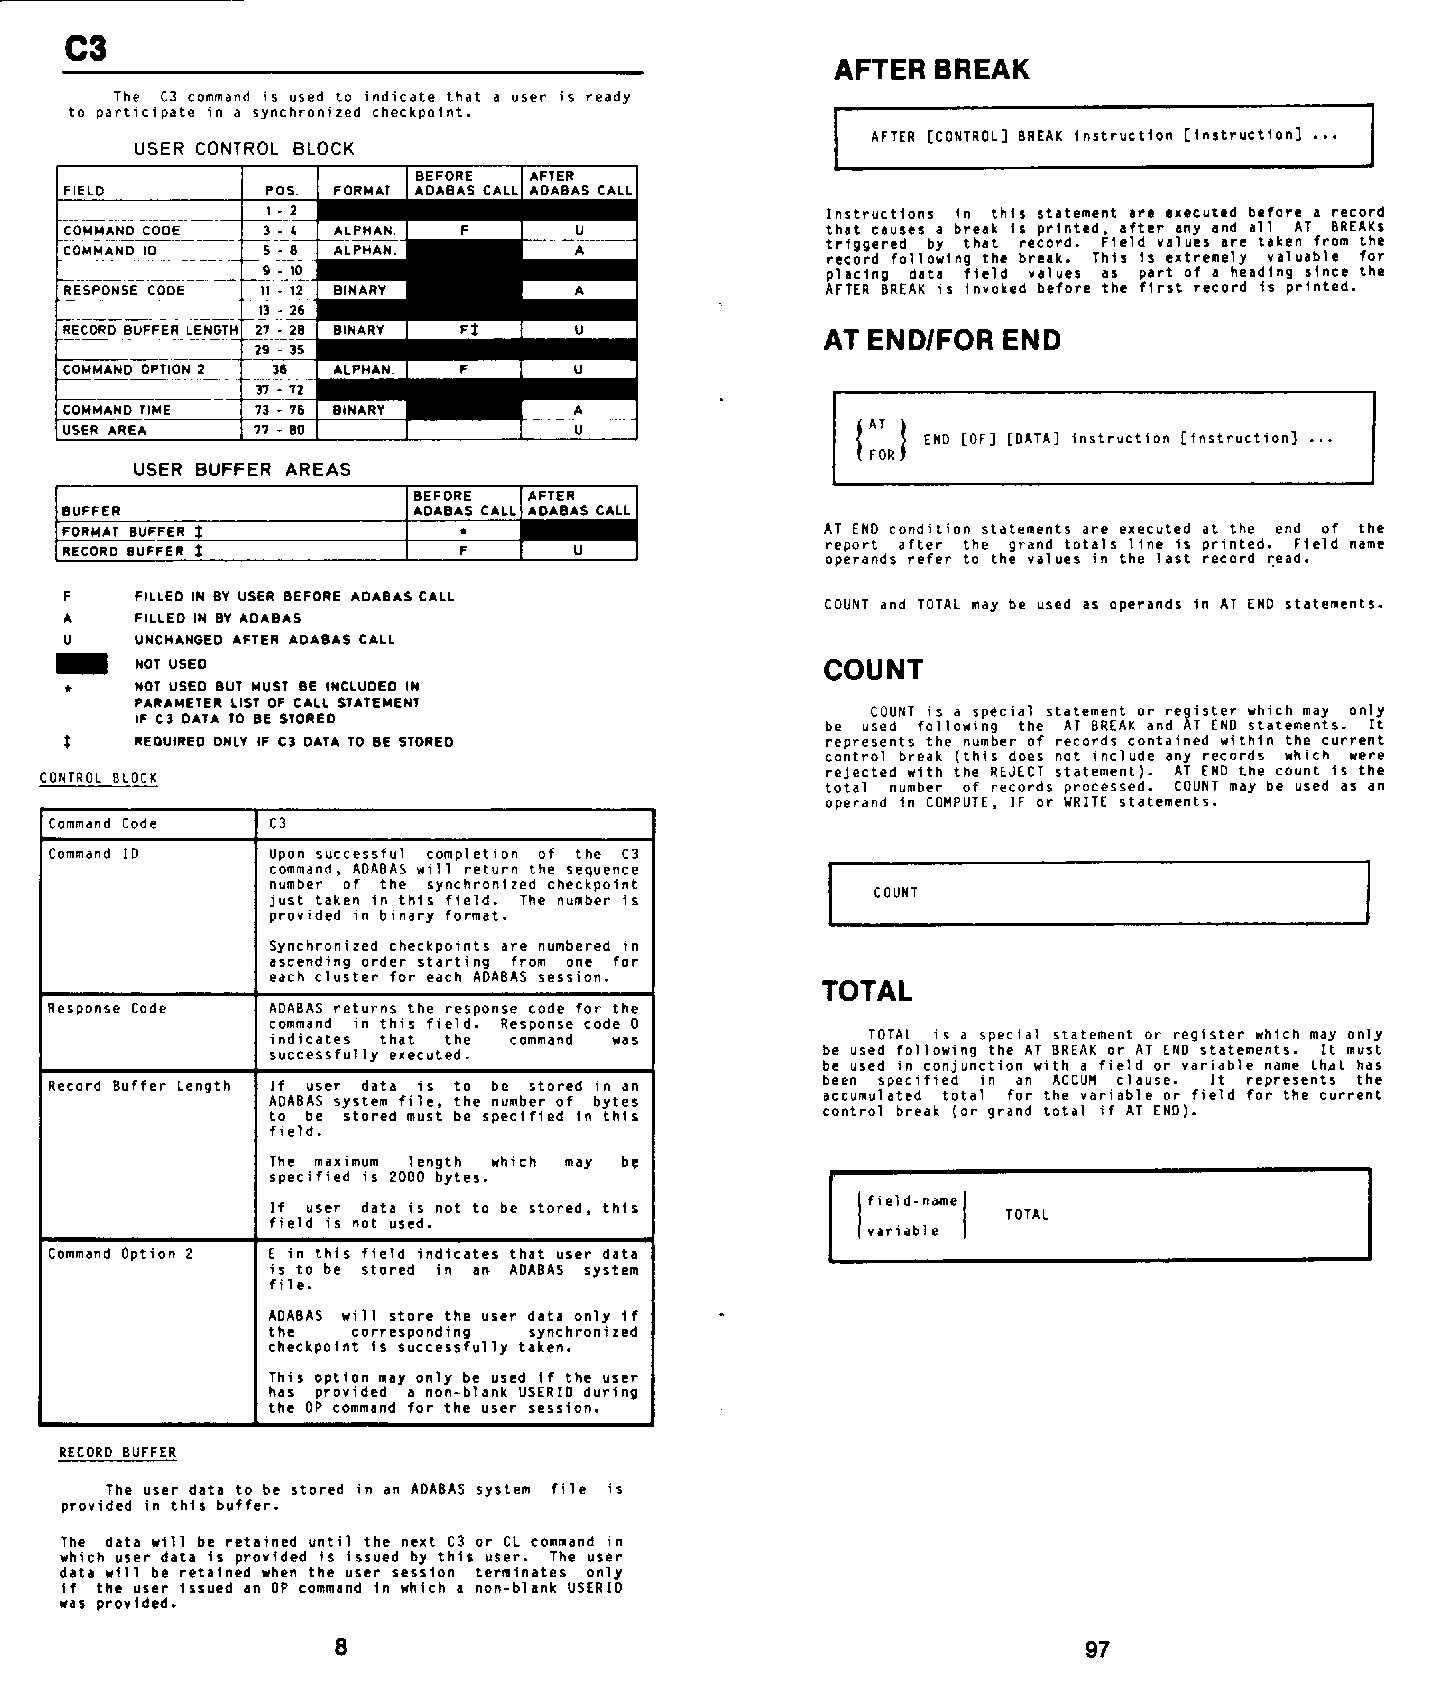 C3
The C3 command is used to indicate that a user is ready
to participate in a synchronized checkpoint.
USER CONTROL BLOCK
FIELD POS. FORMAT BEFORE ADABAS CALL AFTER ADABAS CALL
1 - 2
COMMAND CODE 3 - 4 ALPHAN. F U
COMMAND ID 5 - 8 ALPHAN. A
9 - 10
RESPONSE CODE 11 - 12 BINARY A
13 - 26
RECORD BUFFER LENGTH 27 - 28 BINARY F‡ U
29 - 35
COMMAND OPTION 2 36 ALPHAN. F U
37 - 72
COMMAND TIME 73 - 76 BINARY A
USER AREA 77 - 80 U
USER BUFFER AREAS
BUFFER BEFORE ADABAS CALL AFTER ADABAS CALL
FORMAT BUFFER ‡ *
RECORD BUFFER ‡ F U
F FILLED IN BY USER BEFORE ADABAS CALL
A FILLED IN BY ADABAS
U UNCHANGED AFTER ADABAS CALL
NOT USED
* NOT USED BUT MUST BE INCLUDED IN
PARAMETER LIST OF CALL STATEMENT
IF C3 DATA TO BE STORED
‡ REQUIRED ONLY IF C3 DATA TO BE STORED
CONTROL BLOCK
Command Code C3
Command ID Upon successful completion of the C3
command, ADABAS will return the sequence
number of the synchronized checkpoint
just taken in this field. The number is
provided in binary format.
Synchronized checkpoints are numbered in
ascending order starting from one for
each cluster for each ADABAS session.
Response Code ADABAS returns the response code for the
command in this field. Response code 0
indicates that the command was
successfully executed.
Record Buffer Length If user data is to be stored in an
ADABAS system file, the number of bytes
to be stored must be specified in this
field.
The maximum length which may be
specified is 2000 bytes.
If user data is not to be stored, this
field is not used.
Command Option 2 E in this field indicates that user data
is to be stored in an ADABAS system
file.
ADABAS will store the user data only if
the corresponding synchronized
checkpoint is successfully taken.
This option may only be used if the user
has provided a non-blank USERID during
the OP command for the user session.
RECORD BUFFER
The user data to be stored in an ADABAS system file is
provided in this buffer.
The data will be retained until the next C3 or CL command in
which user data is provided is issued by this user. The user
data will be retained when the user session terminates only
if the user issued an OP command in which a non-blank USERID
was provided.
8
AFTER BREAK
AFTER [CONTROL] BREAK instruction [instruction] ...
Instructions in this statement are executed before a record
that causes a break is printed, after any and all AT BREAKs
triggered by that record. Field values are taken from the
record following the break. This is extremely valuable for
placing data field values as part of a heading since the
AFTER BREAK is invoked before the first record is printed.
AT END/FOR END
{AT
FOR} END [OF] [DATA] instruction [instruction] ...
AT END condition statements are executed at the end of the
report after the grand totals line is printed. Field name
operands refer to the values in the last record read.
COUNT and TOTAL may be used as operands in AT END statements.
COUNT
COUNT is a special statement or register which may only
be used following the AT BREAK and AT END statements. It
represents the number of records contained within the current
control break (this does not include any records which were
rejected with the REJECT statement). AT END the count is the
total number of records processed. COUNT may be used as an
operand in COMPUTE, IF or WRITE statements.
COUNT
TOTAL
TOTAL is a special statement or register which may only
be used following the AT BREAK or AT END statements. It must
be used in conjunction with a field or variable name that has
been specified in an ACCUM clause. It represents the
accumulated total for the variable or field for the current
control break (or grand total if AT END).
field-name
TOTAL
variable
97